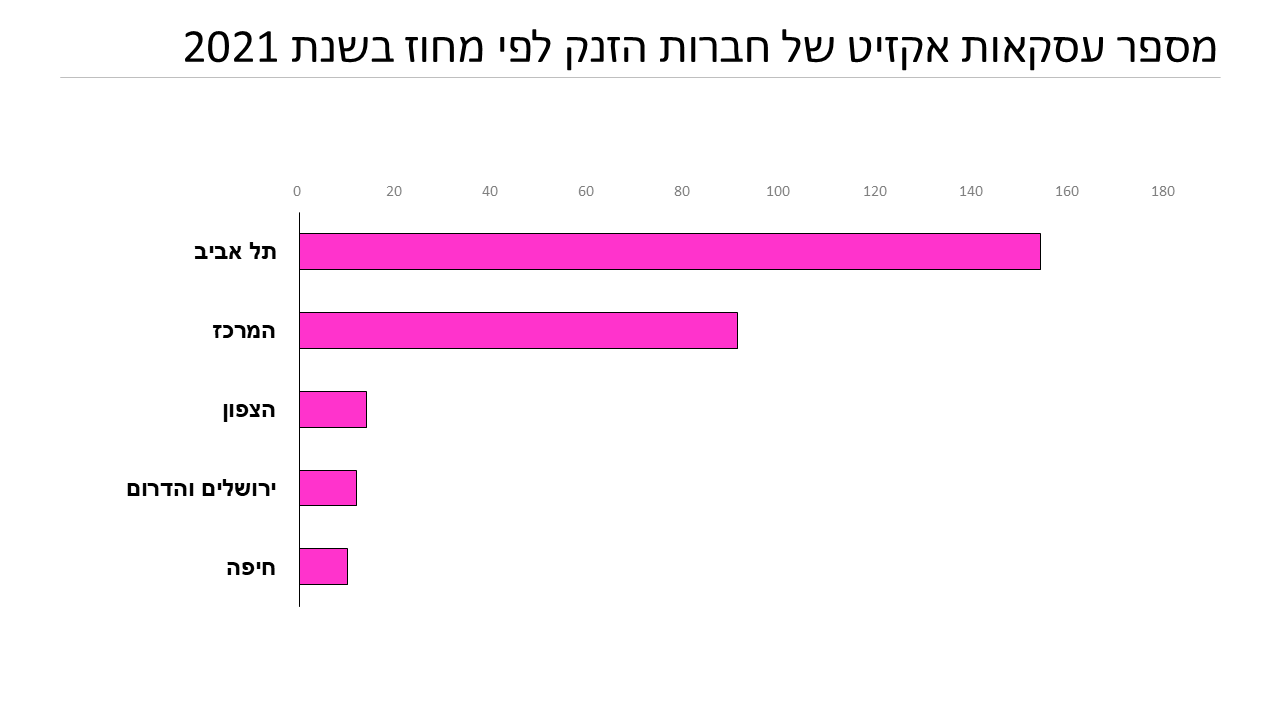 מספר עסקאות אקזיט של חברות הזנק לפי מחוז בשנת 2021
0 20 40 60 80 100 120 140 160 180
תל אביב
המרכז
הצפון
ירושלים והדרום
חיפה